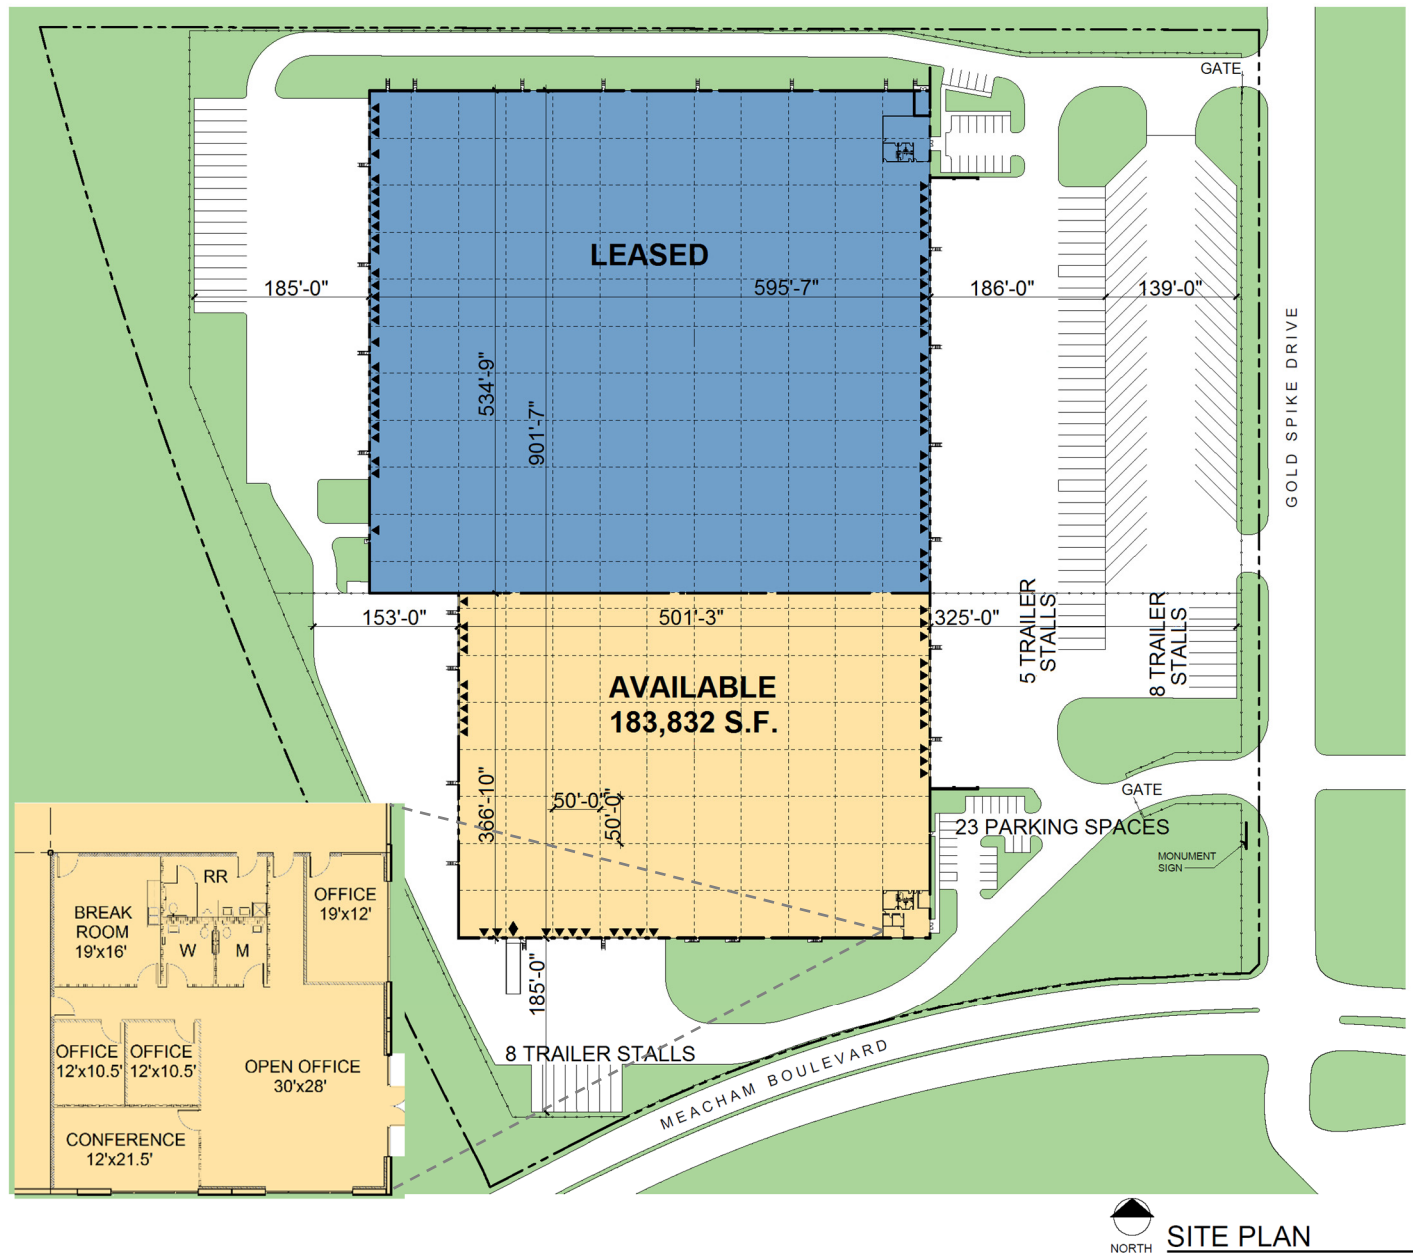 GATE
LEASED
185'-0"
595'-7"
186'-0"
139'-0"
GOLD SPIKE DRIVE
534'-9"
901'-7"
153'-0"
501'-3"
325'-0"
5 TRAILER
STALLS
8 TRAILER
STALLS
AVAILABLE
183,832 S.F.
366'-10"
50'-0"
50'-0"
GATE
23 PARKING SPACES
MONUMENT
SIGN
185'-0"
8 TRAILER STALLS
MEACHAM BOULEVARD
BREAK
ROOM
19'x16'
RR
W
M
OFFICE
19'x12'
OFFICE
12'x10.5'
OFFICE
12'x10.5'
OPEN OFFICE
30'x28'
CONFERENCE
12'x21.5'
NORTH
SITE PLAN